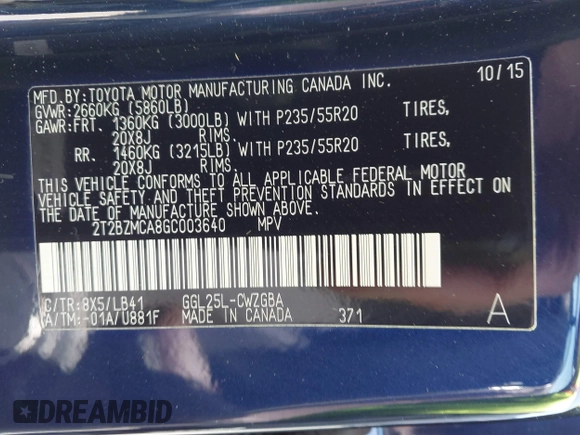 MFD.BY:TOYOTA MOTOR MANUFACTURING CANADA INC. 10/15
GVWR:2660KG (5860LB)
GAWR:FRT. 1360KG (3000LB) WITH P235/55R20 TIRES,
20X8J RIMS.
RR. 1460KG (3215LB) WITH P235/55R20 TIRES,
20X8J RIMS.
THIS VEHICLE CONFORMS TO ALL APPLICABLE FEDERAL MOTOR
VEHICLE SAFETY AND THEFT PREVENTION STANDARDS IN EFFECT ON
THE DATE OF MANUFACTURE SHOWN ABOVE.
2T2BZMCA8GC003640 MPV
C/TR:8X5/LB41 GGL25L-CWZGBA
A/TM:-01A/U881F MADE IN CANADA 371 A
DREAMBID